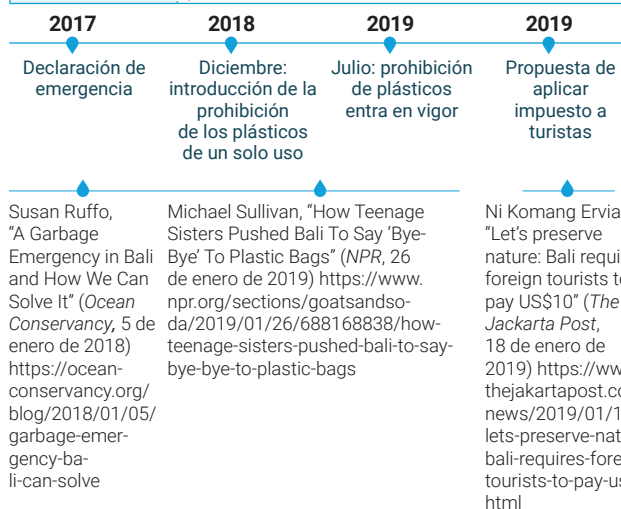 2017
2018
2019
2019
Declaración de
emergencia
Diciembre:
introducción de la
prohibición
de los plásticos
de un solo uso
Julio: prohibición
de plásticos
entra en vigor
Propuesta de
aplicar
impuesto a
turistas
Susan Ruffo,
“A Garbage
Emergency in Bali
and How We Can
Solve It” (Ocean
Conservancy, 5 de
enero de 2018)
https://ocean-
conservancy.org/
blog/2018/01/05/
garbage-emer-
gency-ba-
li-can-solve
Michael Sullivan, “How Teenage
Sisters Pushed Bali To Say ‘Bye-
Bye’ To Plastic Bags” (NPR, 26
de enero de 2019) https://www.
npr.org/sections/goatsandso-
da/2019/01/26/688168838/how-
teenage-sisters-pushed-bali-to-say-
bye-bye-to-plastic-bags
Ni Komang Ervia
“Let’s preserve
nature: Bali requi
foreign tourists to
pay US$10” (The
Jackarta Post,
18 de enero de
2019) https://ww
thejakartapost.co
news/2019/01/1
lets-preserve-nat
bali-requires-fore
tourists-to-pay-us
html